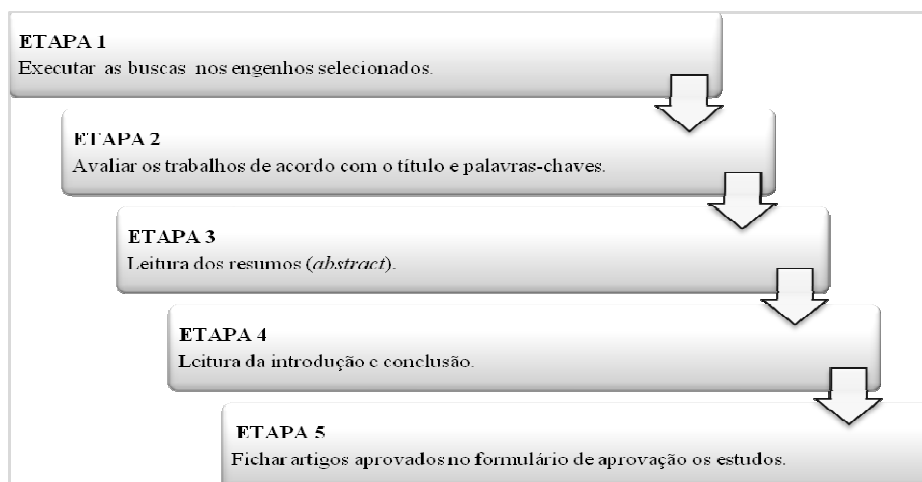 ETAPA 1
Executar as buscas nos engenhos selecionados.
ETAPA 2
Avaliar os trabalhos de acordo com o título e palavras-chaves.
ETAPA 3
Leitura dos resumos (abstract).
ETAPA 4
Leitura da introdução e conclusão.
ETAPA 5
Fichar artigos aprovados no formulário de aprovação os estudos.